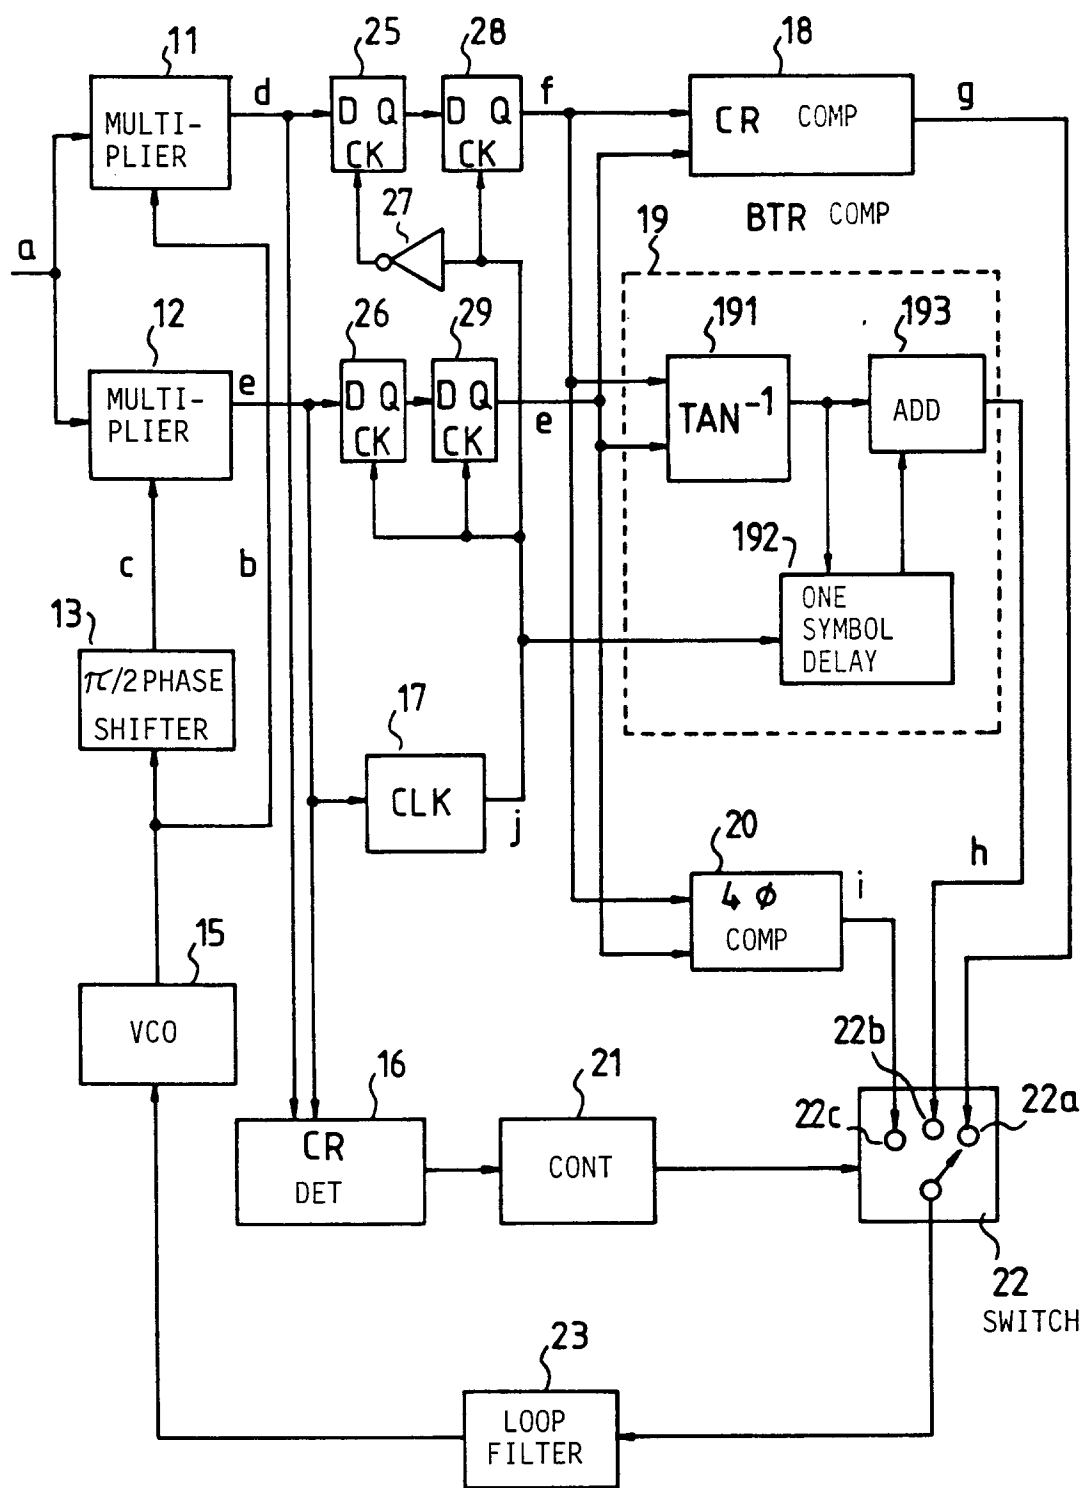 11
25
28
18
d
f
g
MULTI-
PLIER
D Q
CK
D Q
CK
CR COMP
27
BTR COMP
a
19
12
26
29
191
193
e
MULTI-
PLIER
D Q
CK
D Q
CK
e
TAN⁻¹
ADD
c
b
192
13
ONE
SYMBOL
DELAY
π/2 PHASE
SHIFTER
17
CLK
j
20
h
4 ϕ
COMP
i
15
VCO
22b
16
21
22c
22a
CR
DET
CONT
22
SWITCH
23
LOOP
FILTER